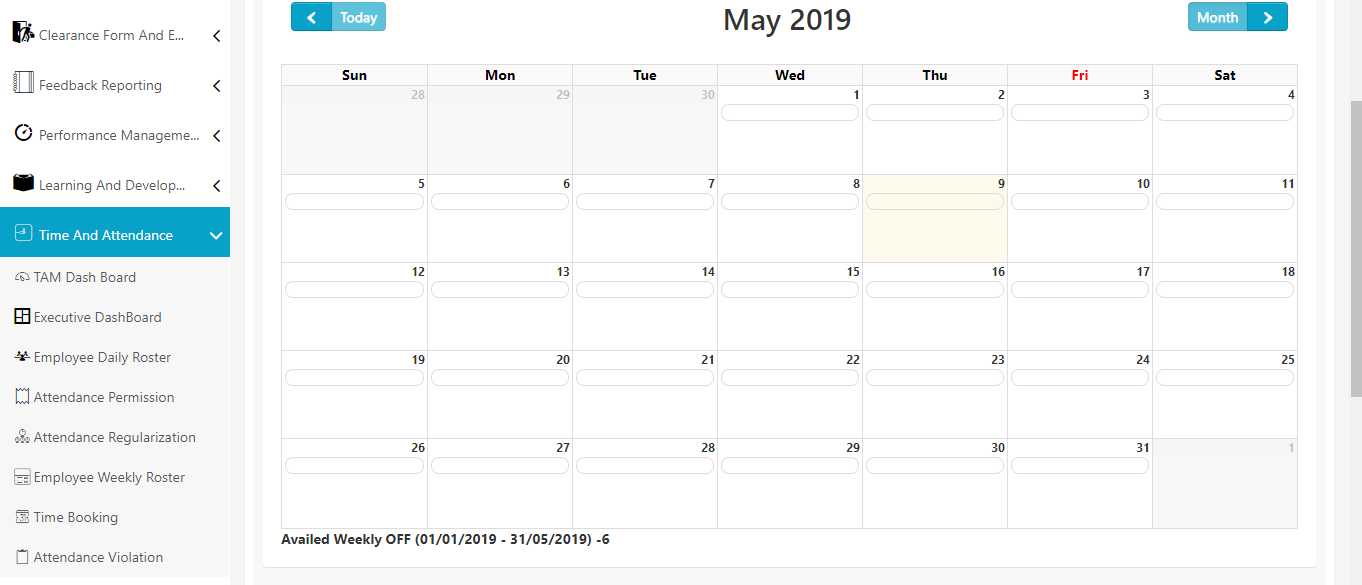 Clearance Form And E...
Feedback Reporting
Performance Manageme...
Learning And Develop...
Time And Attendance
TAM Dash Board
Executive DashBoard
Employee Daily Roster
Attendance Permission
Attendance Regularization
Employee Weekly Roster
Time Booking
Attendance Violation
Today
May 2019
Month
Sun Mon Tue Wed Thu Fri Sat
28 29 30 1 2 3 4
5 6 7 8 9 10 11
12 13 14 15 16 17 18
19 20 21 22 23 24 25
26 27 28 29 30 31 1
Availed Weekly OFF (01/01/2019 - 31/05/2019) -6